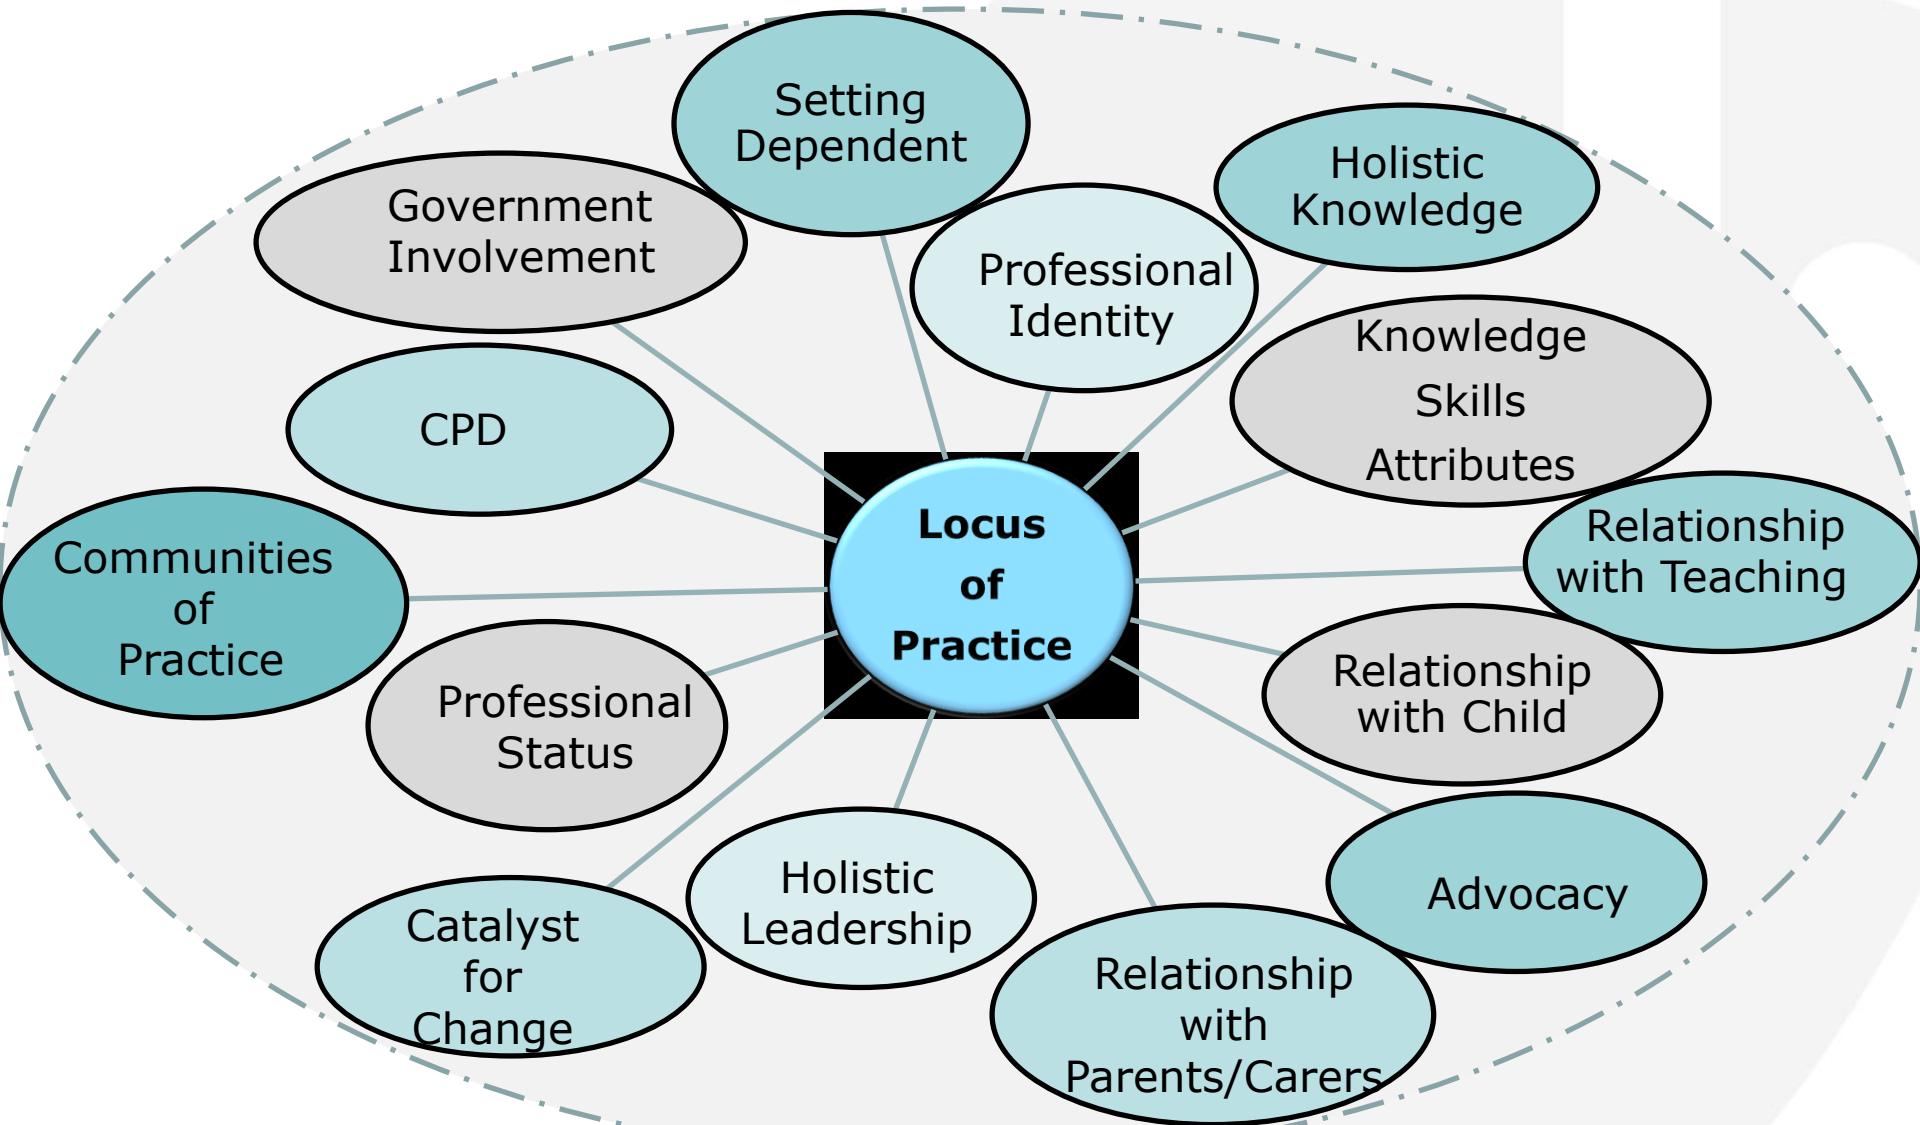 Setting
Dependent
Holistic
Knowledge
Government
Involvement
Professional
Identity
Knowledge
Skills
Attributes
CPD
Relationship
with Teaching
Locus
of
Practice
Communities
of
Practice
Relationship
with Child
Professional
Status
Advocacy
Holistic
Leadership
Catalyst
for
Change
Relationship
with
Parents/Carers